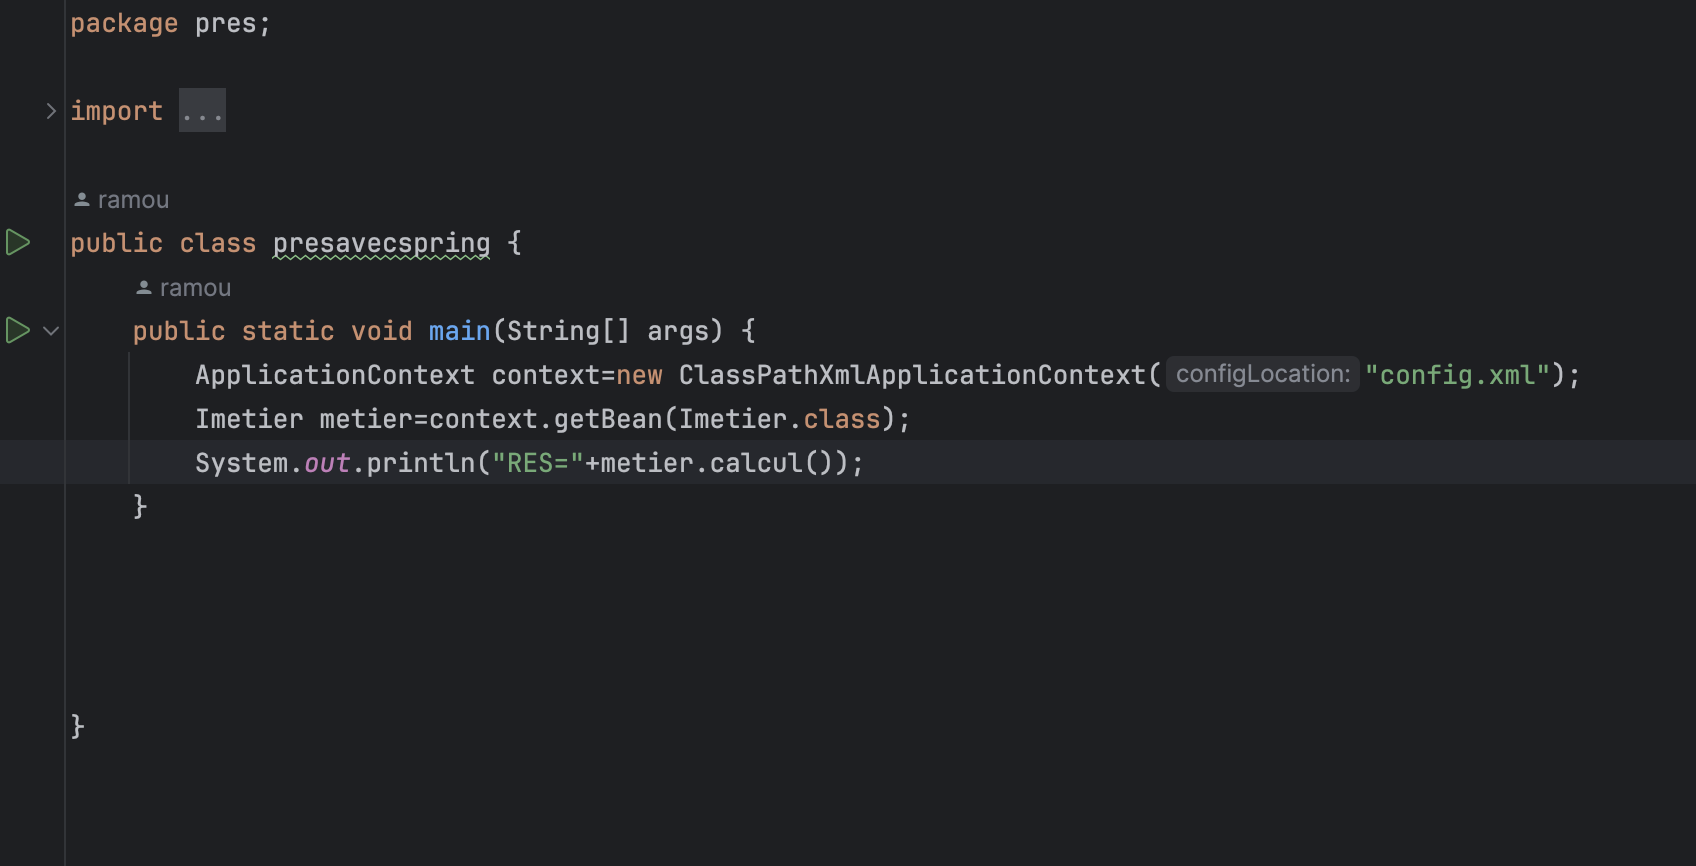 package pres;
import ...
ramou
public class presavecspring {
ramou
public static void main(String[] args) {
ApplicationContext context=new ClassPathXmlApplicationContext( configLocation: "config.xml");
Imetier metier=context.getBean(Imetier.class);
System.out.println("RES="+metier.calcul());
}
}